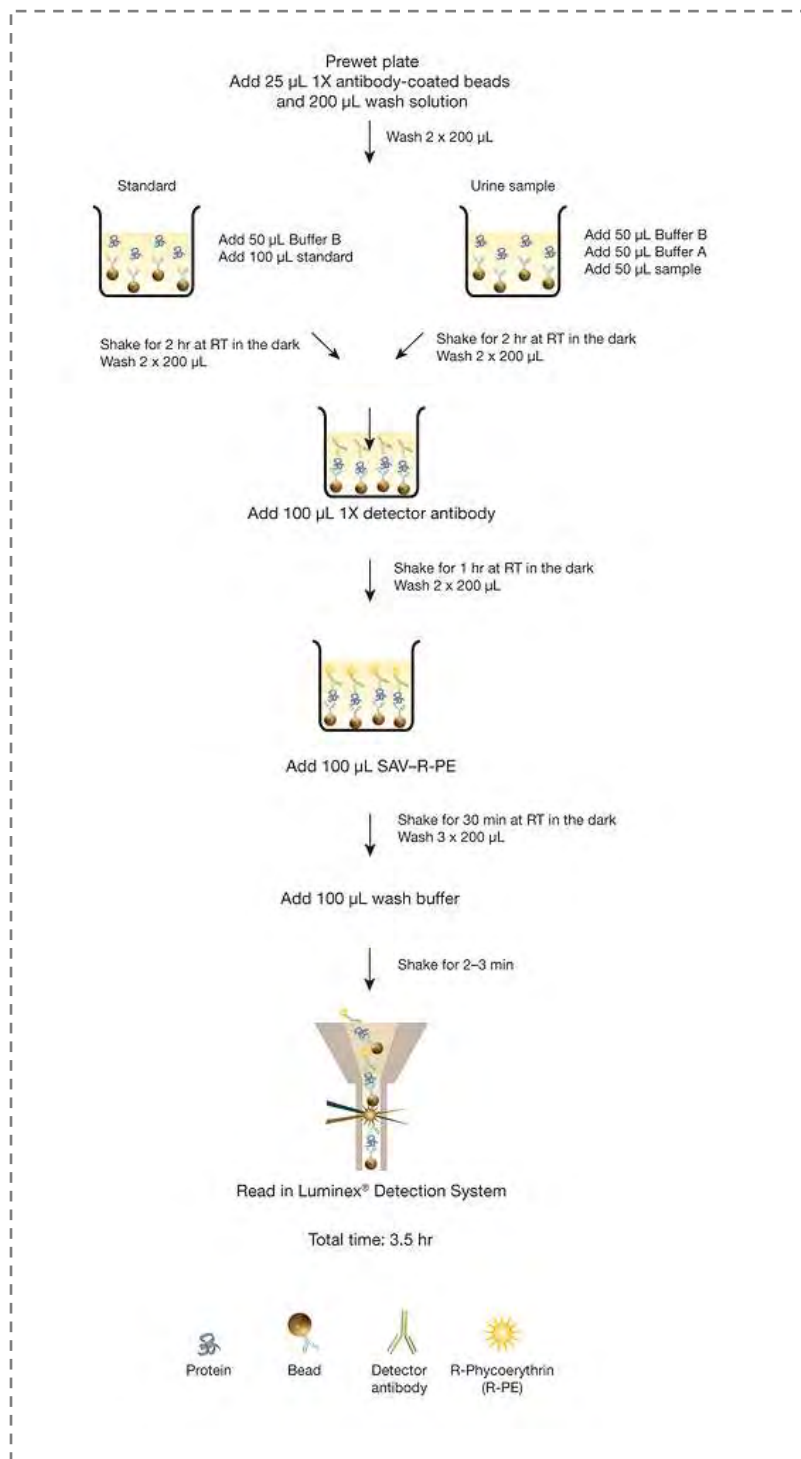 Prewet plate
Add 25 µL 1X antibody-coated beads
and 200 µL wash solution
Wash 2 x 200 µL
Standard
Urine sample
Add 50 µL Buffer B
Add 100 µL standard
Add 50 µL Buffer B
Add 50 µL Buffer A
Add 50 µL sample
Shake for 2 hr at RT in the dark
Wash 2 x 200 µL
Shake for 2 hr at RT in the dark
Wash 2 x 200 µL
Add 100 µL 1X detector antibody
Shake for 1 hr at RT in the dark
Wash 2 x 200 µL
Add 100 µL SAV–R-PE
Shake for 30 min at RT in the dark
Wash 3 x 200 µL
Add 100 µL wash buffer
Shake for 2–3 min
Read in Luminex® Detection System
Total time: 3.5 hr
Protein
Bead
Detector
antibody
R-Phycoerythrin
(R-PE)